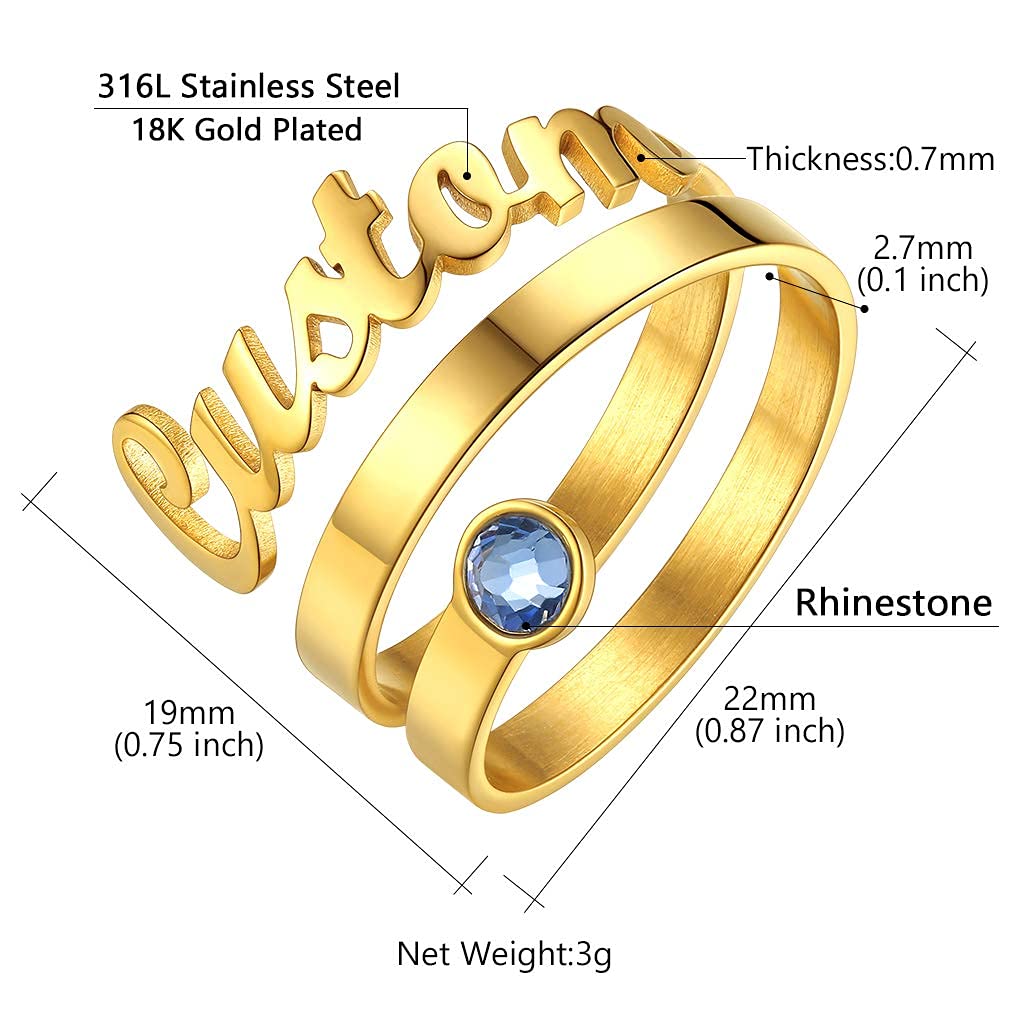 316L Stainless Steel
18K Gold Plated
Custom
Thickness:0.7mm
2.7mm
(0.1 inch)
Rhinestone
19mm
(0.75 inch)
22mm
(0.87 inch)
Net Weight:3g